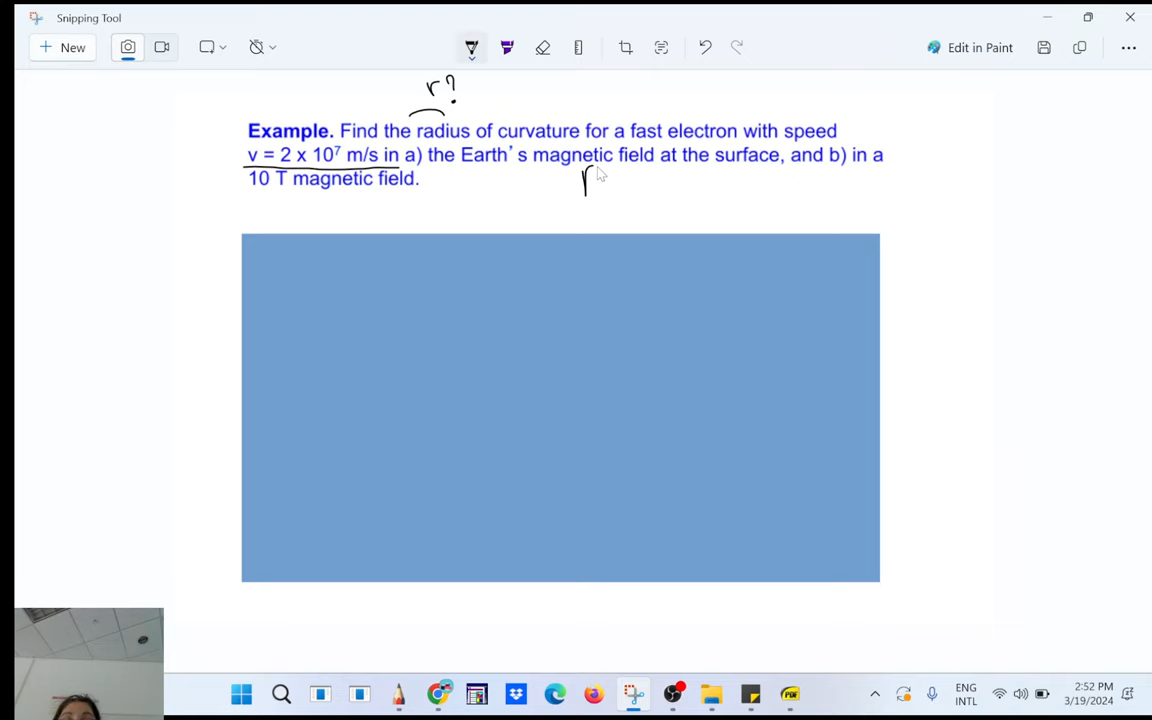 Snipping Tool
New
Edit in Paint
r?
Example. Find the radius of curvature for a fast electron with speed
v = 2 x 10⁷ m/s in a) the Earth's magnetic field at the surface, and b) in a
10 T magnetic field.
r
ENG
INTL
2:52 PM
3/19/2024
PDF